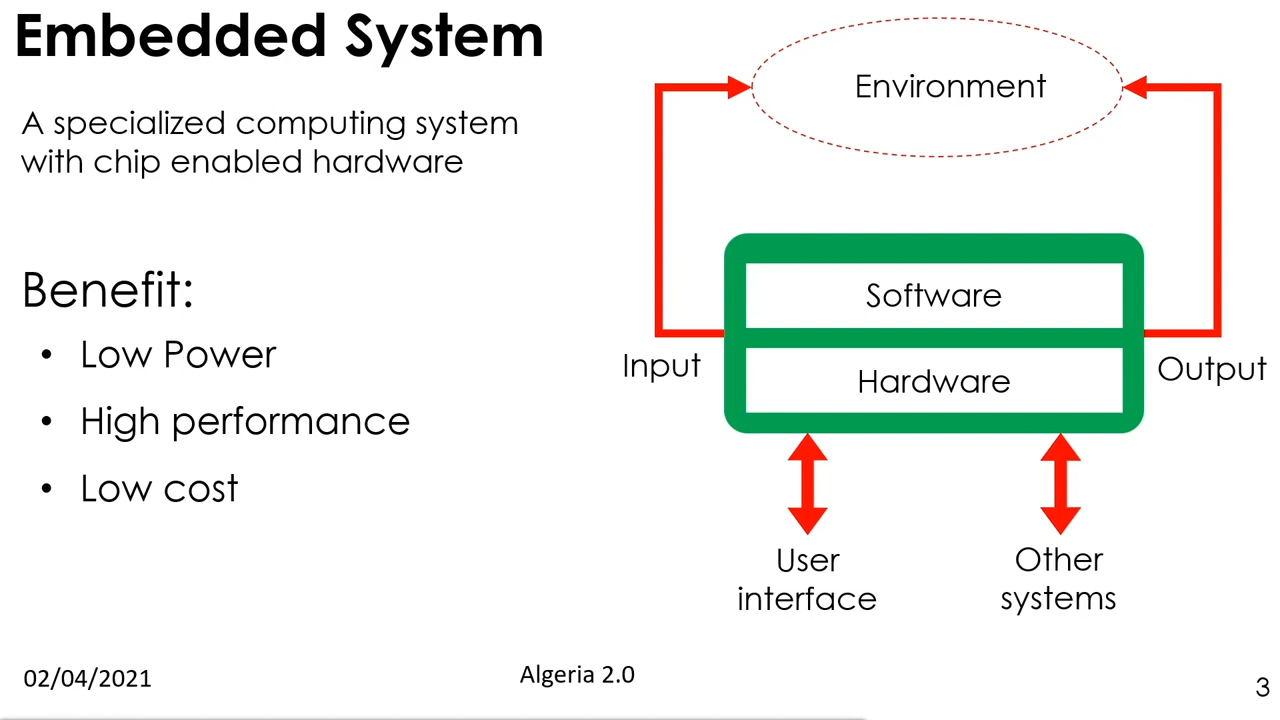 Embedded System
A specialized computing system
with chip enabled hardware
Benefit:
• Low Power
• High performance
• Low cost
Environment
Software
Hardware
Input
Output
User
interface
Other
systems
02/04/2021
Algeria 2.0
3